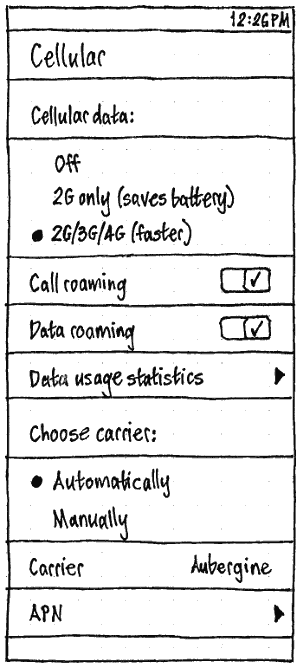 12:26PM
Cellular
Cellular data:
Off
2G only (saves battery)
2G/3G/4G (faster)
Call roaming
Data roaming
Data usage statistics
Choose carrier:
Automatically
Manually
Carrier Aubergine
APN